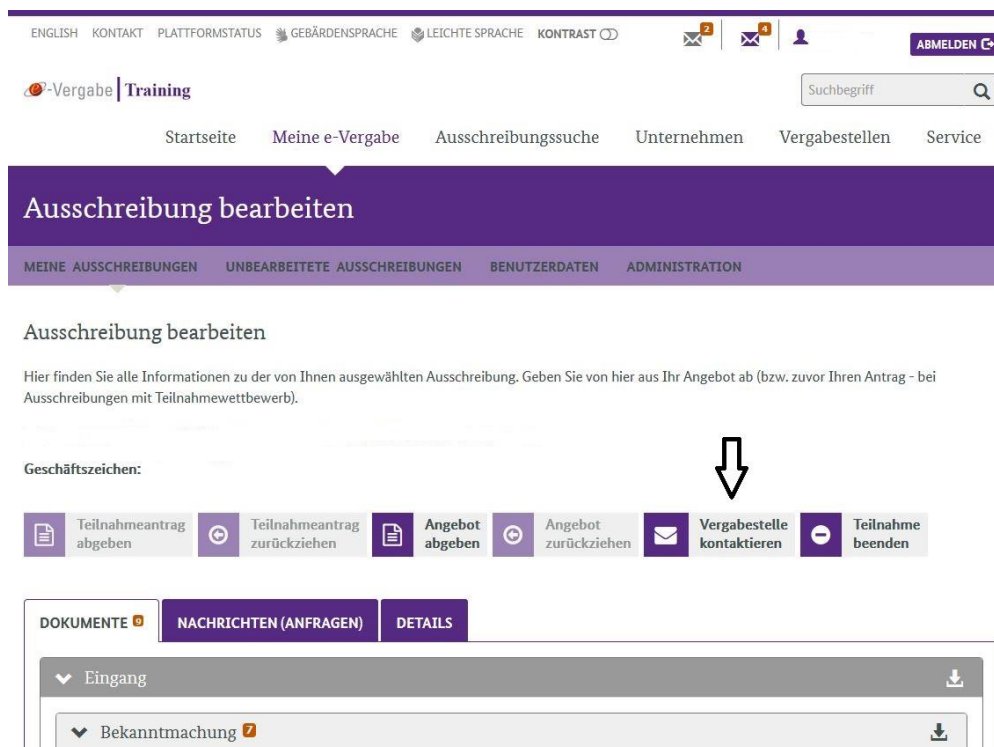 ENGLISH KONTAKT PLATTFORMSTATUS GEBÄRDENSPRACHE LEICHTE SPRACHE KONTRAST 2 4 ABMELDEN
e-Vergabe Training Suchbegriff
Startseite Meine e-Vergabe Ausschreibungssuche Unternehmen Vergabestellen Service
Ausschreibung bearbeiten
MEINE AUSSCHREIBUNGEN UNBEARBEITETE AUSSCHREIBUNGEN BENUTZERDATEN ADMINISTRATION
Ausschreibung bearbeiten
Hier finden Sie alle Informationen zu der von Ihnen ausgewählten Ausschreibung. Geben Sie von hier aus Ihr Angebot ab (bzw. zuvor Ihren Antrag - bei
Ausschreibungen mit Teilnahmewettbewerb).
Geschäftszeichen:
Teilnahmeantrag Teilnahmeantrag Angebot Angebot Vergabestelle Teilnahme
abgeben zurückziehen abgeben zurückziehen kontaktieren beenden
DOKUMENTE 9 NACHRICHTEN (ANFRAGEN) DETAILS
Eingang
Bekanntmachung 7